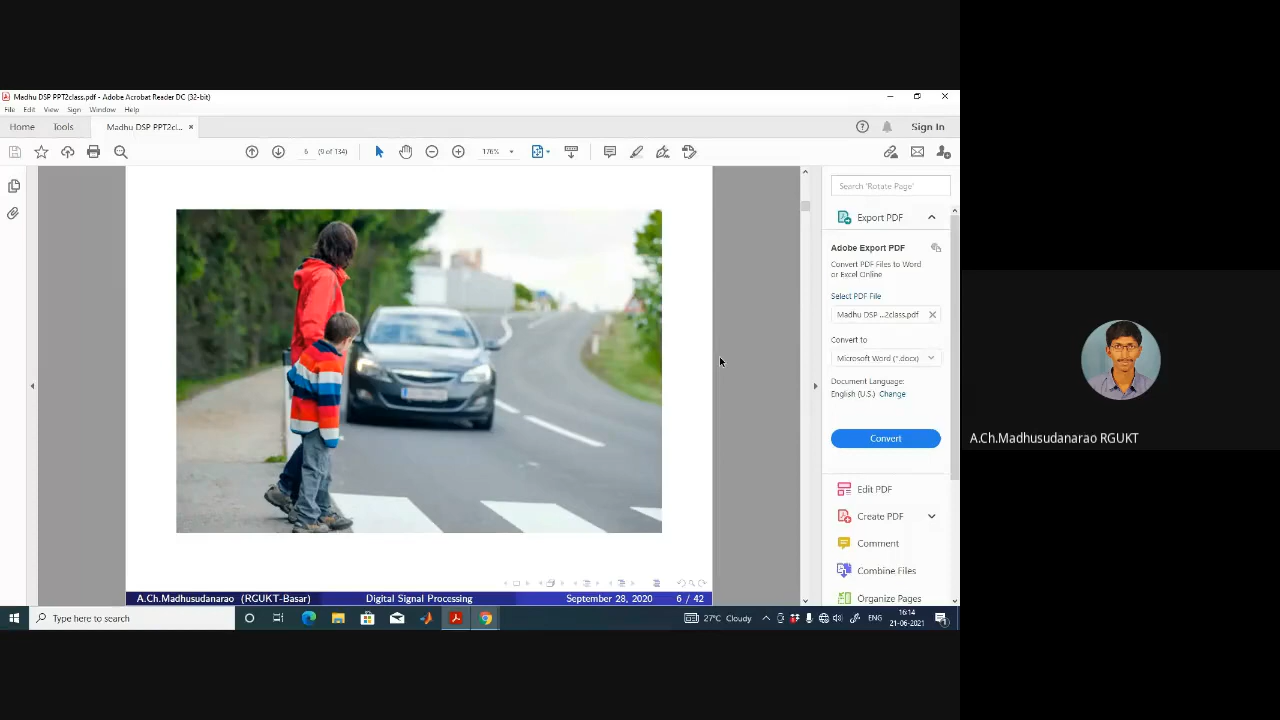 Madhu DSP PPT2class.pdf - Adobe Acrobat Reader DC (32-bit)
File Edit View Sign Window Help
Home Tools Madhu DSP PPT2cl... × Sign In
6 (9 of 134) 176%
Search 'Rotate Page'
Export PDF
Adobe Export PDF
Convert PDF Files to Word
or Excel Online
Select PDF File
Madhu DSP ...2class.pdf
Convert to
Microsoft Word (*.docx)
Document Language:
English (U.S.) Change
Convert
Edit PDF
Create PDF
Comment
Combine Files
Organize Pages
A.Ch.Madhusudanarao (RGUKT-Basar) Digital Signal Processing September 28, 2020 6 / 42
Type here to search 27°C Cloudy ENG 16:14
21-06-2021
A.Ch.Madhusudanarao RGUKT